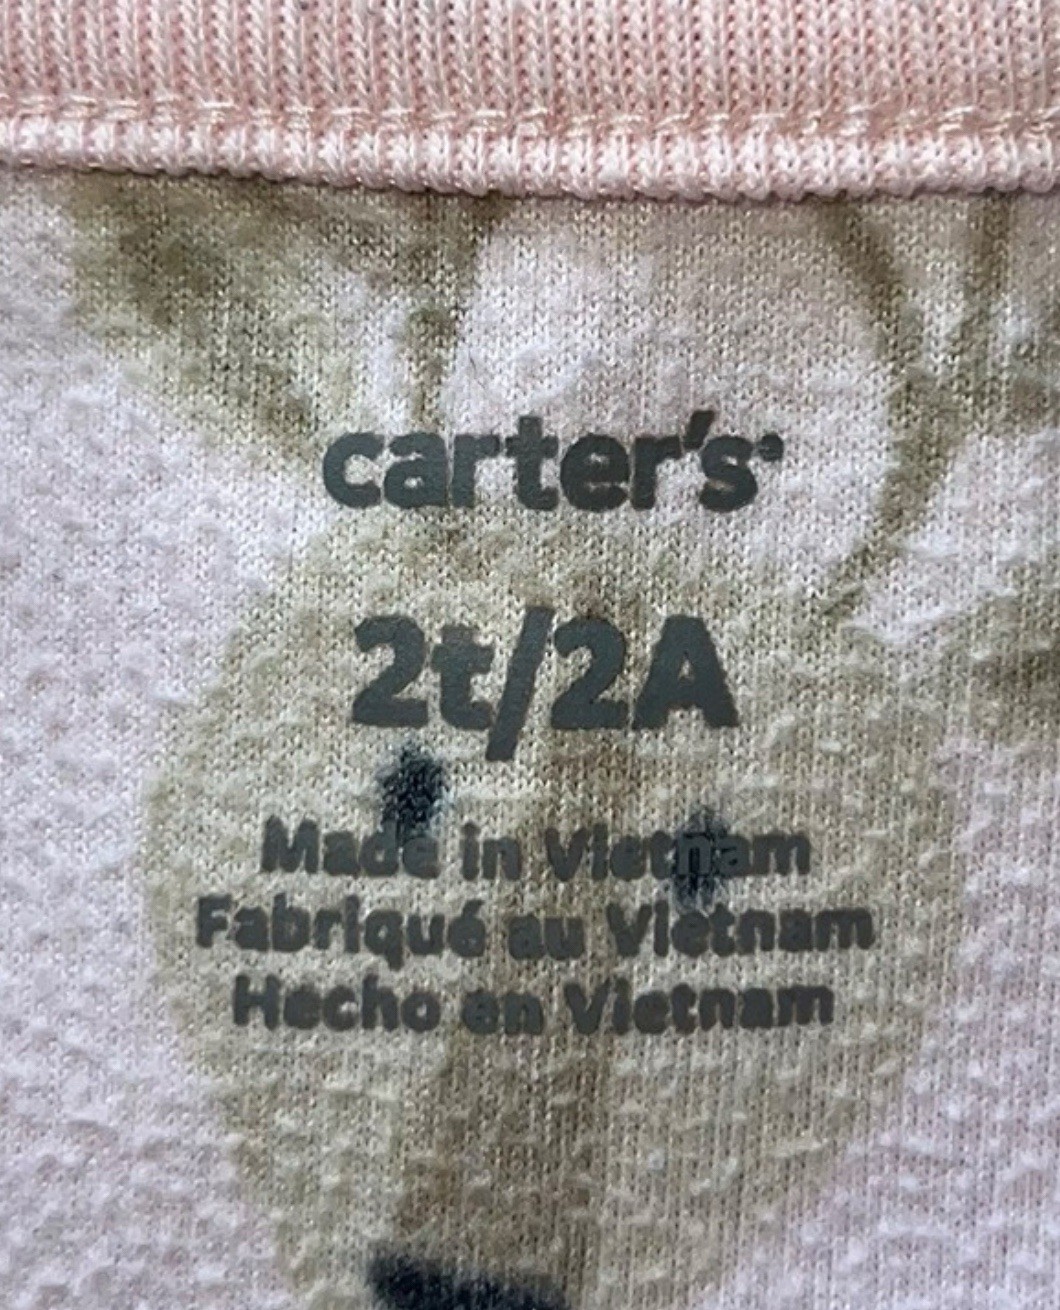 carter's
2t/2A
Made in Vietnam
Fabriqué au Vietnam
Hecho en Vietnam